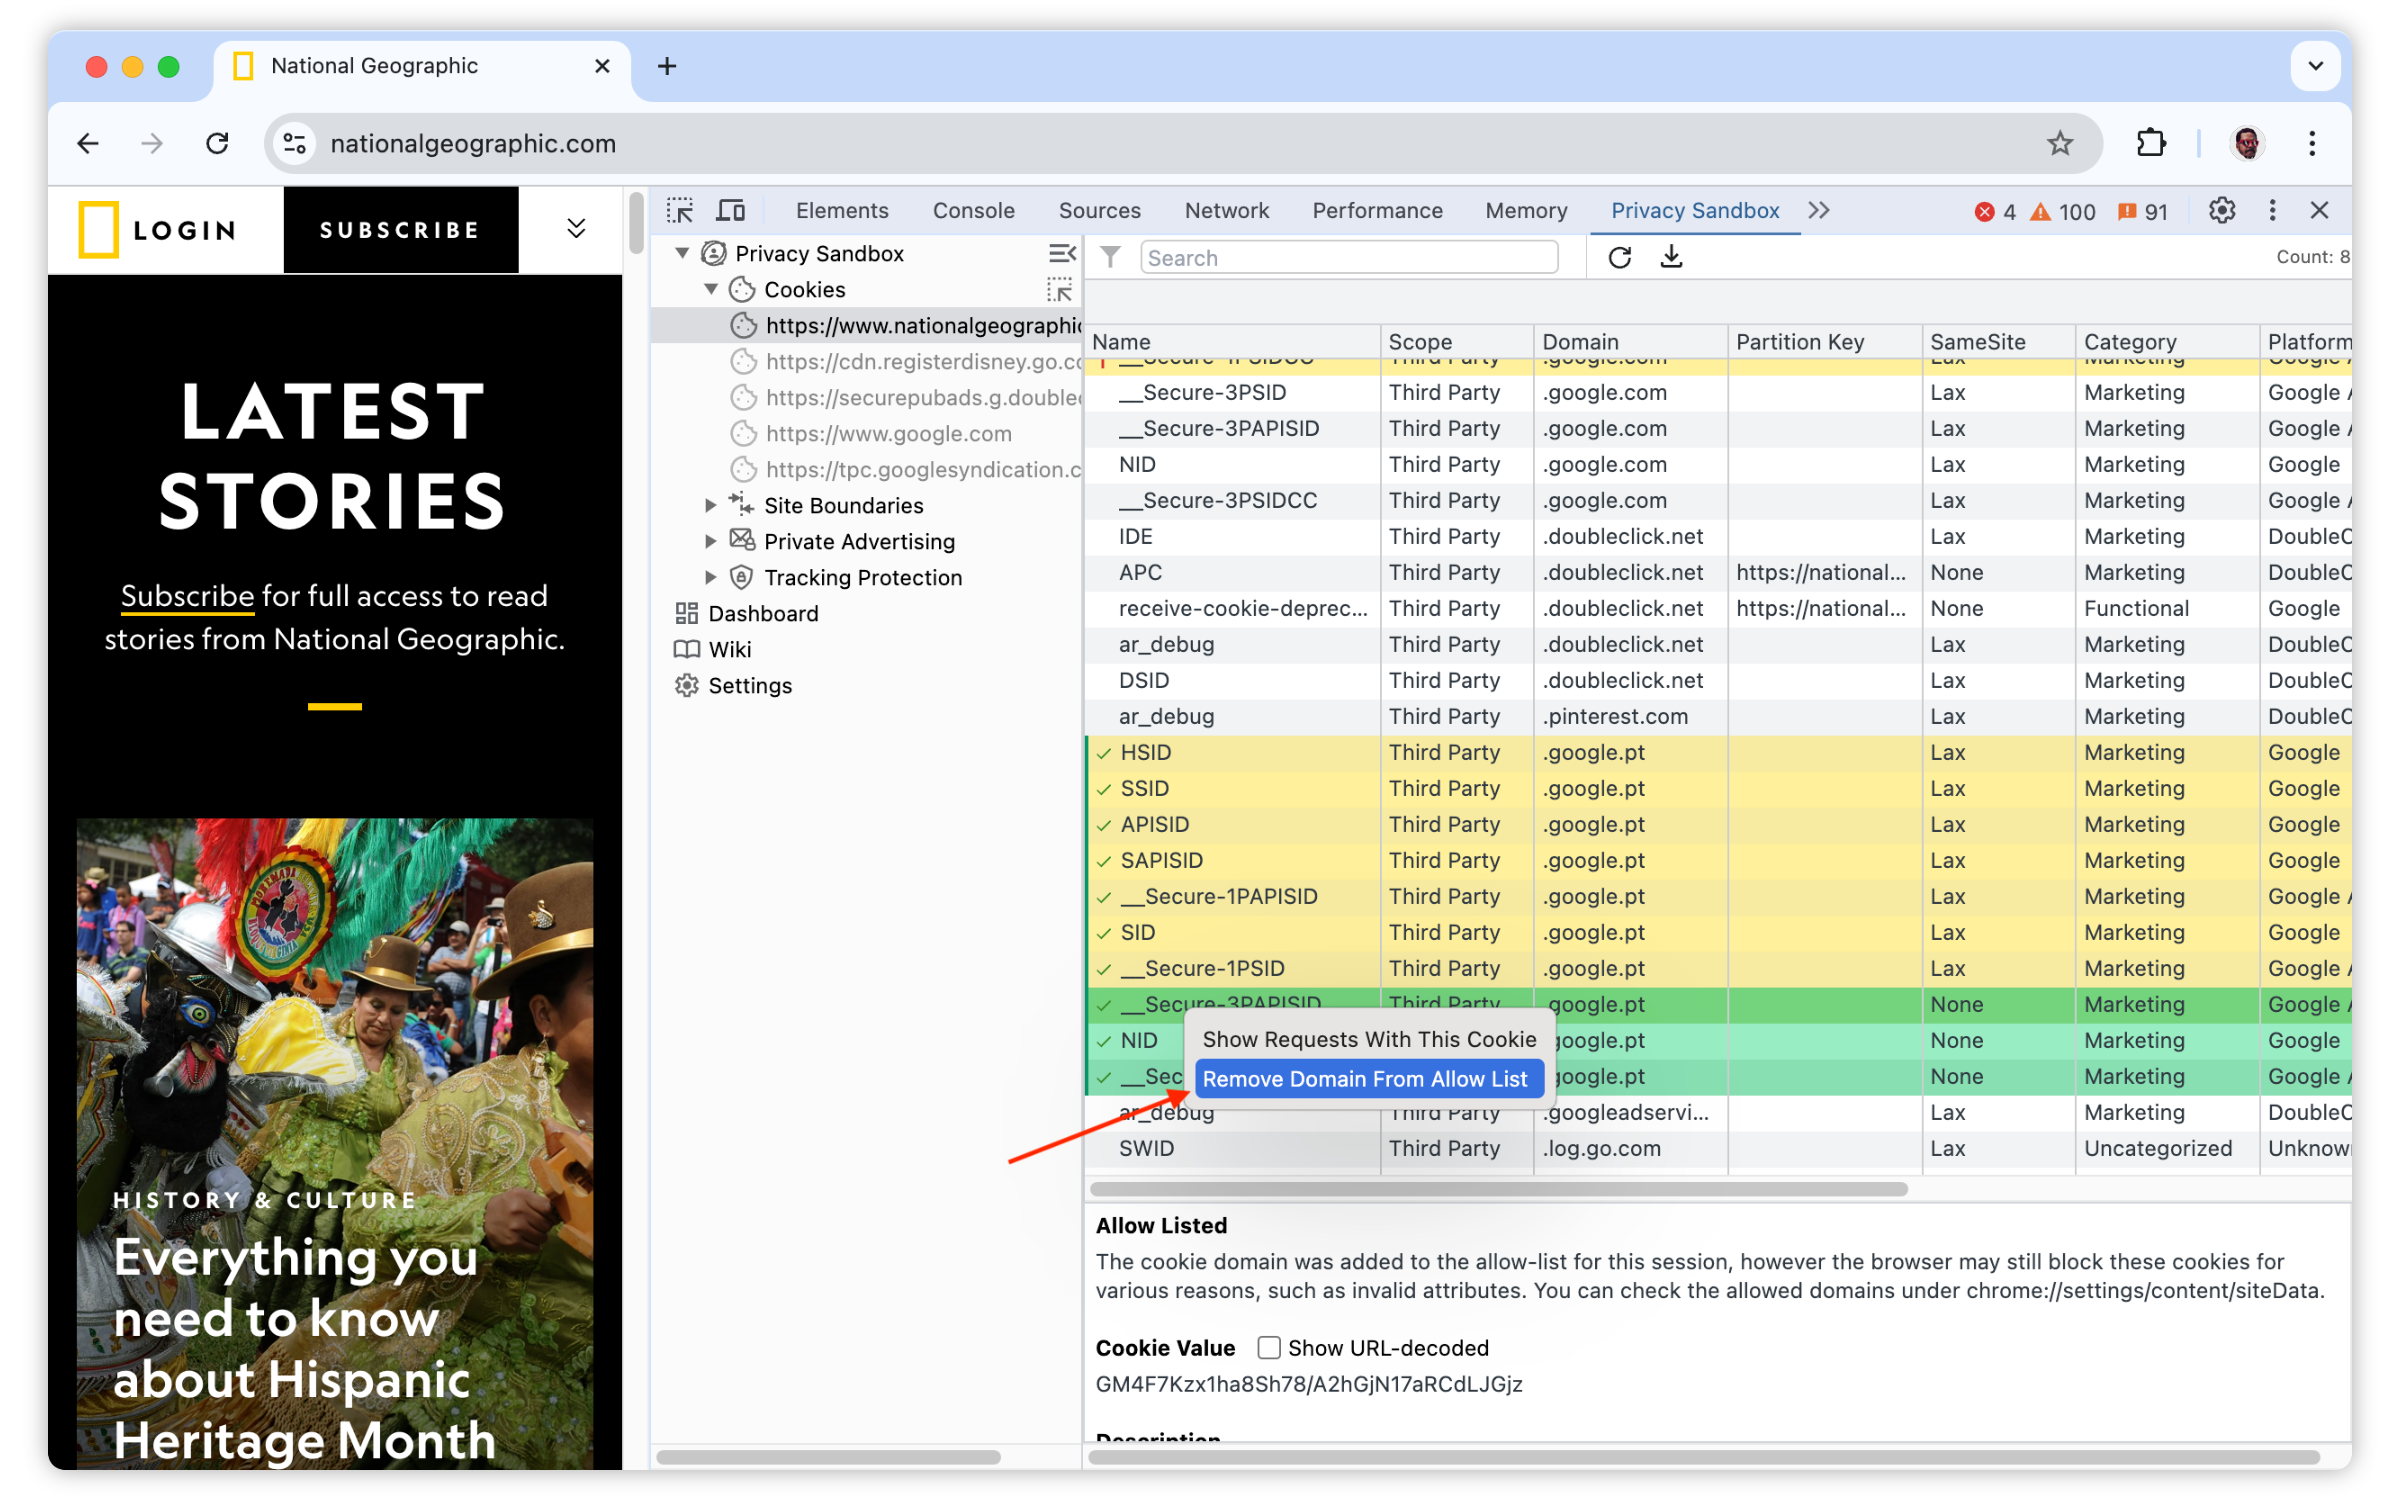 National Geographic
nationalgeographic.com
LOGIN
SUBSCRIBE
LATEST
STORIES
Subscribe for full access to read
stories from National Geographic.
HISTORY & CULTURE
Everything you
need to know
about Hispanic
Heritage Month
Elements Console Sources Network Performance Memory Privacy Sandbox 4 100 91
Privacy Sandbox
Cookies
https://www.nationalgeographic
https://cdn.registerdisney.go.co
https://securepubads.g.double
https://www.google.com
https://tpc.googlesyndication.c
Site Boundaries
Private Advertising
Tracking Protection
Dashboard
Wiki
Settings
Search Count: 8
Name Scope Domain Partition Key SameSite Category Platform
__Secure-1PSIDCC Third Party .google.com Lax Marketing Google A
__Secure-3PSID Third Party .google.com Lax Marketing Google A
__Secure-3PAPISID Third Party .google.com Lax Marketing Google A
NID Third Party .google.com Lax Marketing Google
__Secure-3PSIDCC Third Party .google.com Lax Marketing Google A
IDE Third Party .doubleclick.net Lax Marketing DoubleC
APC Third Party .doubleclick.net https://national... None Marketing DoubleC
receive-cookie-deprec... Third Party .doubleclick.net https://national... None Functional Google
ar_debug Third Party .doubleclick.net Lax Marketing DoubleC
DSID Third Party .doubleclick.net Lax Marketing DoubleC
ar_debug Third Party .pinterest.com Lax Marketing DoubleC
HSID Third Party .google.pt Lax Marketing Google
SSID Third Party .google.pt Lax Marketing Google
APISID Third Party .google.pt Lax Marketing Google
SAPISID Third Party .google.pt Lax Marketing Google
__Secure-1PAPISID Third Party .google.pt Lax Marketing Google A
SID Third Party .google.pt Lax Marketing Google
__Secure-1PSID Third Party .google.pt Lax Marketing Google A
__Secure-3PAPISID Third Party .google.pt None Marketing Google A
NID google.pt None Marketing Google
__Sec google.pt None Marketing Google A
Show Requests With This Cookie
Remove Domain From Allow List
ar_debug Third Party .googleadservi... Lax Marketing DoubleC
SWID Third Party .log.go.com Lax Uncategorized Unknow
Allow Listed
The cookie domain was added to the allow-list for this session, however the browser may still block these cookies for
various reasons, such as invalid attributes. You can check the allowed domains under chrome://settings/content/siteData.
Cookie Value Show URL-decoded
GM4F7Kzx1ha8Sh78/A2hGjN17aRCdLJGjz
Description